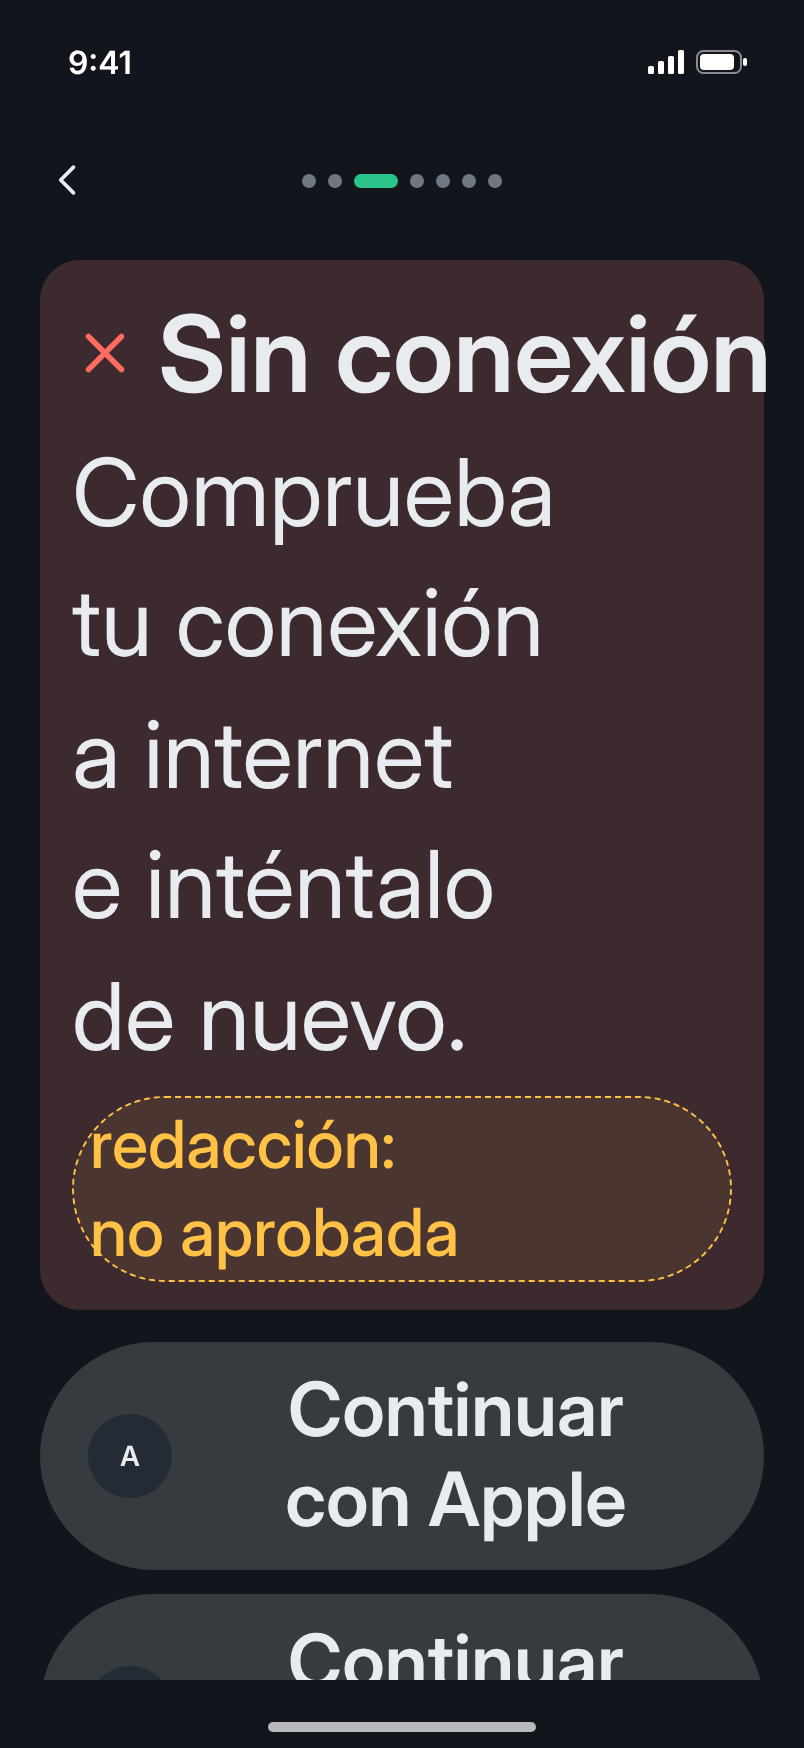 9:41
Sin conexión
Comprueba
tu conexión
a internet
e inténtalo
de nuevo.
redacción:
no aprobada
A
Continuar
con Apple
Continuar